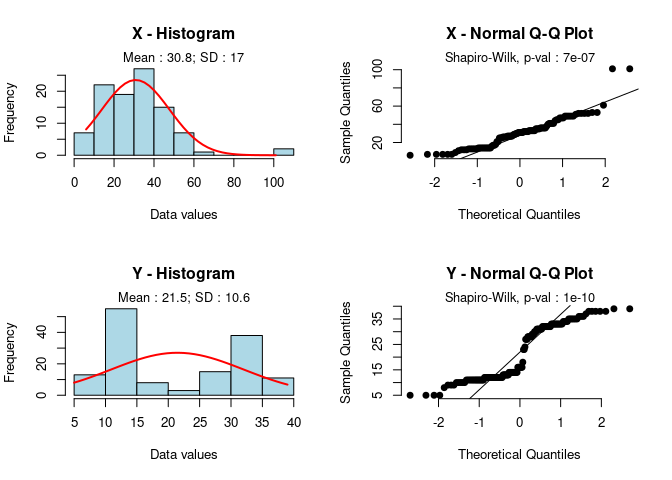 X - Histogram
Mean : 30.8; SD : 17
Frequency
0 10 20
0 20 40 60 80 100
Data values
X - Normal Q-Q Plot
Shapiro-Wilk, p-val : 7e-07
Sample Quantiles
20 60 100
-2 -1 0 1 2
Theoretical Quantiles
Y - Histogram
Mean : 21.5; SD : 10.6
Frequency
0 20 40
5 10 15 20 25 30 35 40
Data values
Y - Normal Q-Q Plot
Shapiro-Wilk, p-val : 1e-10
Sample Quantiles
5 15 25 35
-2 -1 0 1 2
Theoretical Quantiles